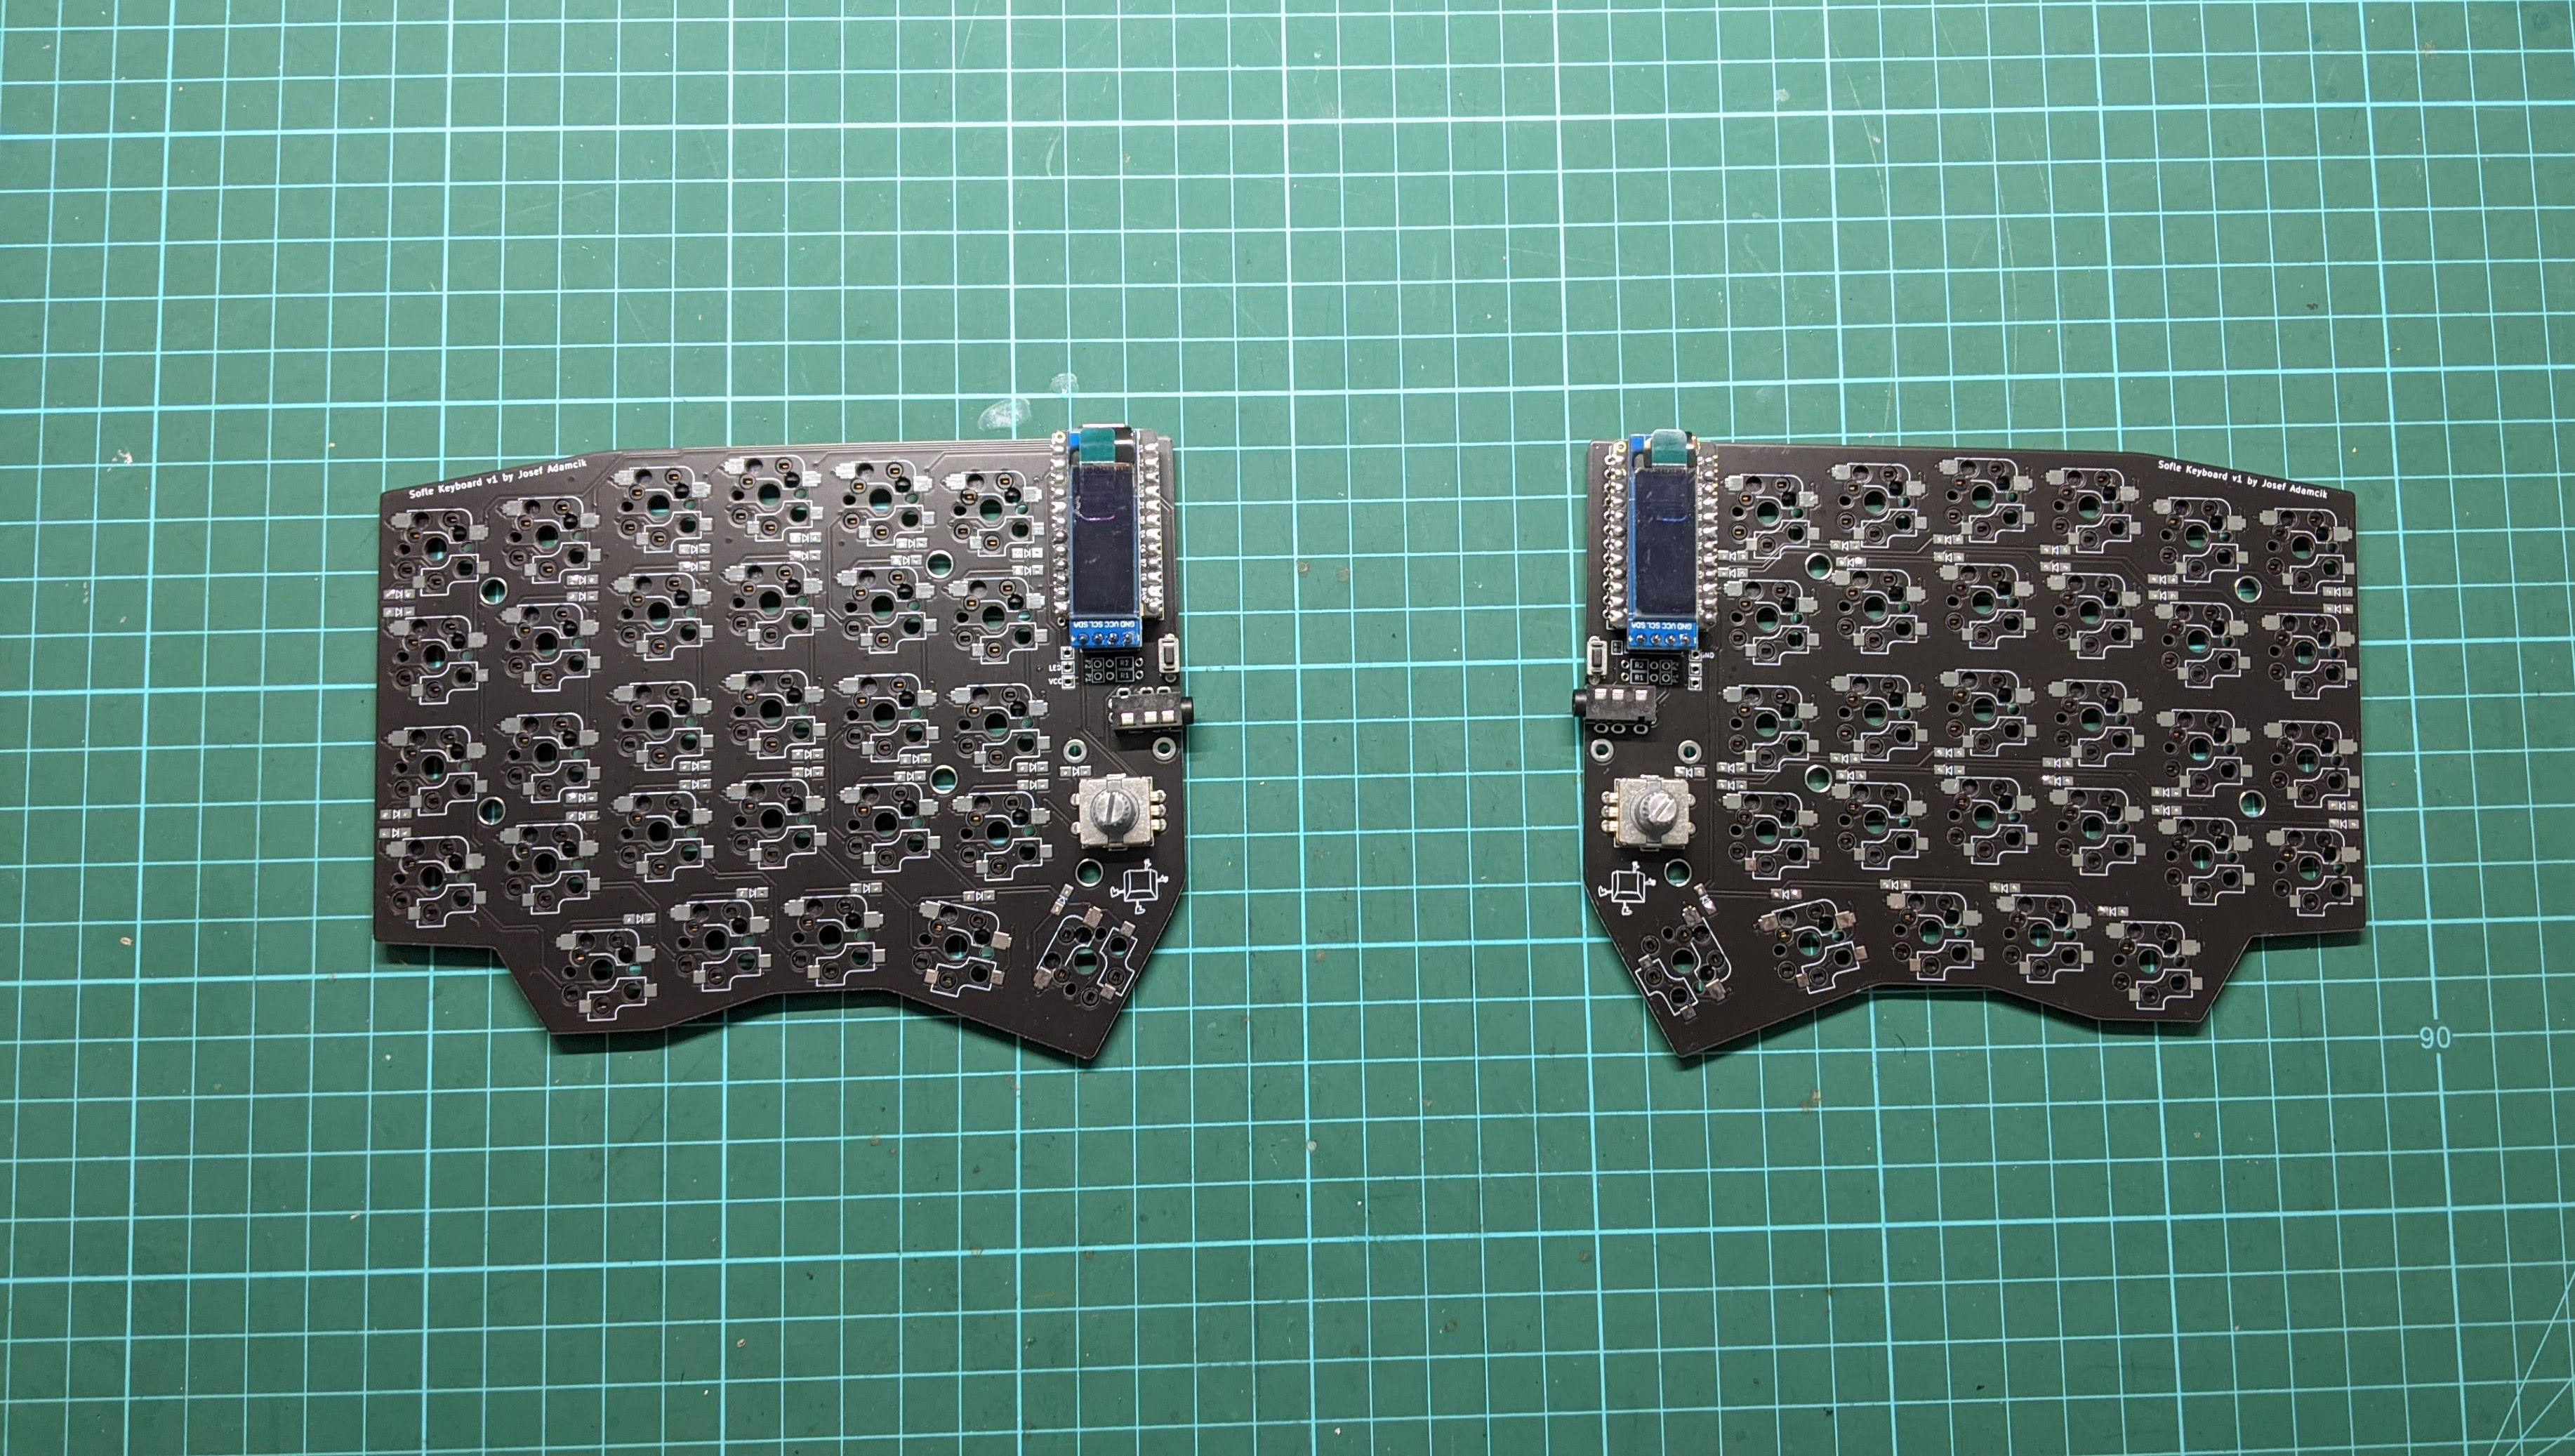 Sofle Keyboard v1 by Josef Adamcik
Sofle Keyboard v1 by Josef Adamcik
GND VCC SCL SDA
GND VCC SCL SDA
LED
VCC
R2
R1
GND
R2
R1
90